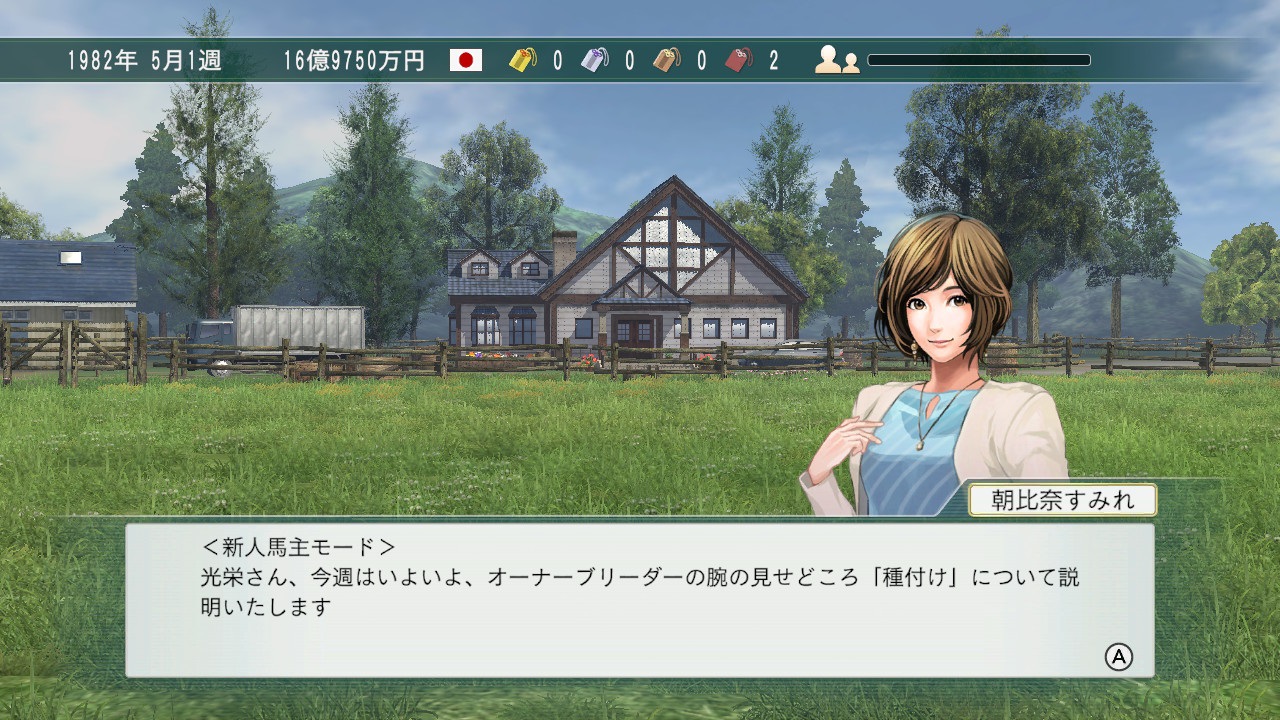 1982年 5月1週 16億9750万円 0 0 0 2
朝比奈すみれ
＜新人馬主モード＞
光栄さん、今週はいよいよ、オーナーブリーダーの腕の見せどころ「種付け」について説
明いたします
A